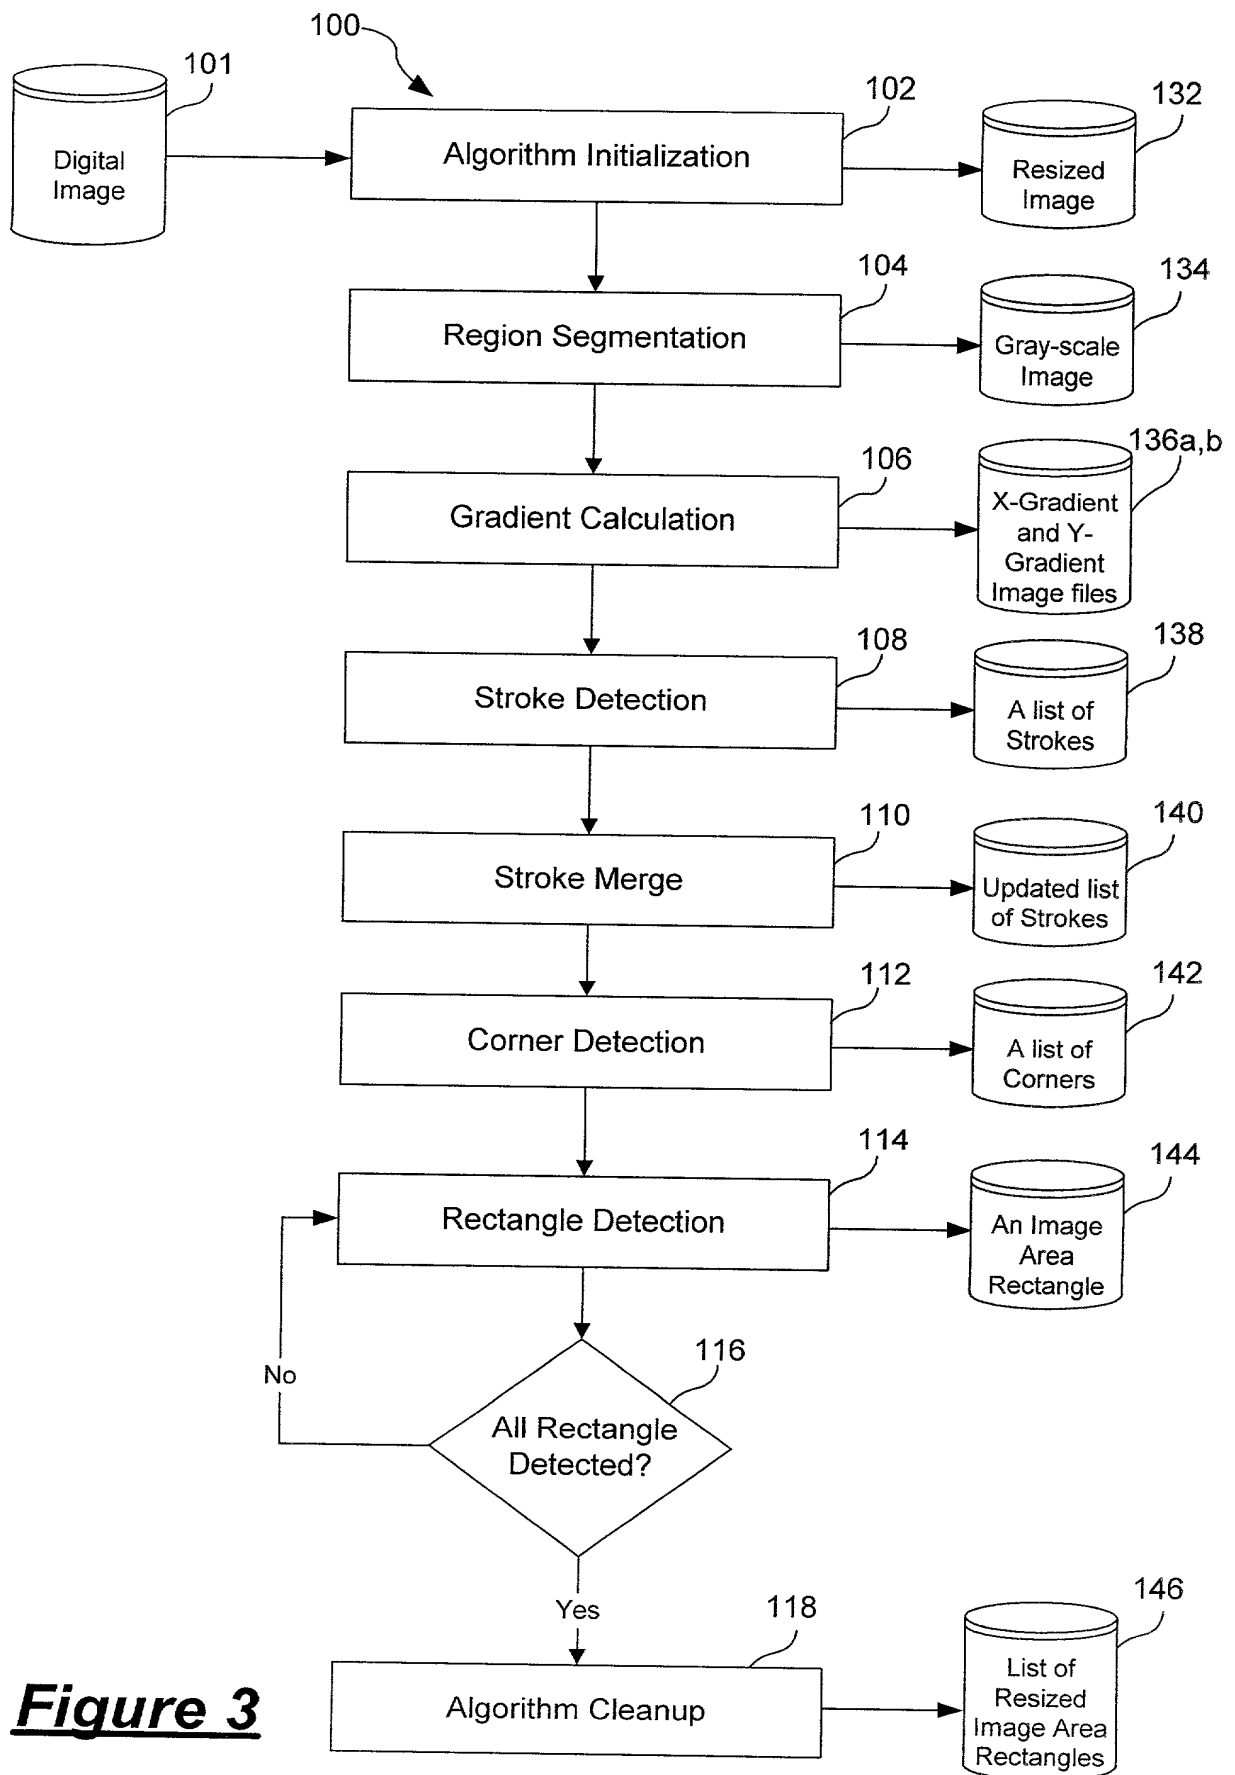 100
101
Digital
Image
102
Algorithm Initialization
132
Resized
Image
104
Region Segmentation
134
Gray-scale
Image
106
Gradient Calculation
136a,b
X-Gradient
and Y-
Gradient
Image files
108
Stroke Detection
138
A list of
Strokes
110
Stroke Merge
140
Updated list
of Strokes
112
Corner Detection
142
A list of
Corners
114
Rectangle Detection
144
An Image
Area
Rectangle
No
116
All Rectangle
Detected?
Yes
118
Algorithm Cleanup
146
List of
Resized
Image Area
Rectangles
Figure 3